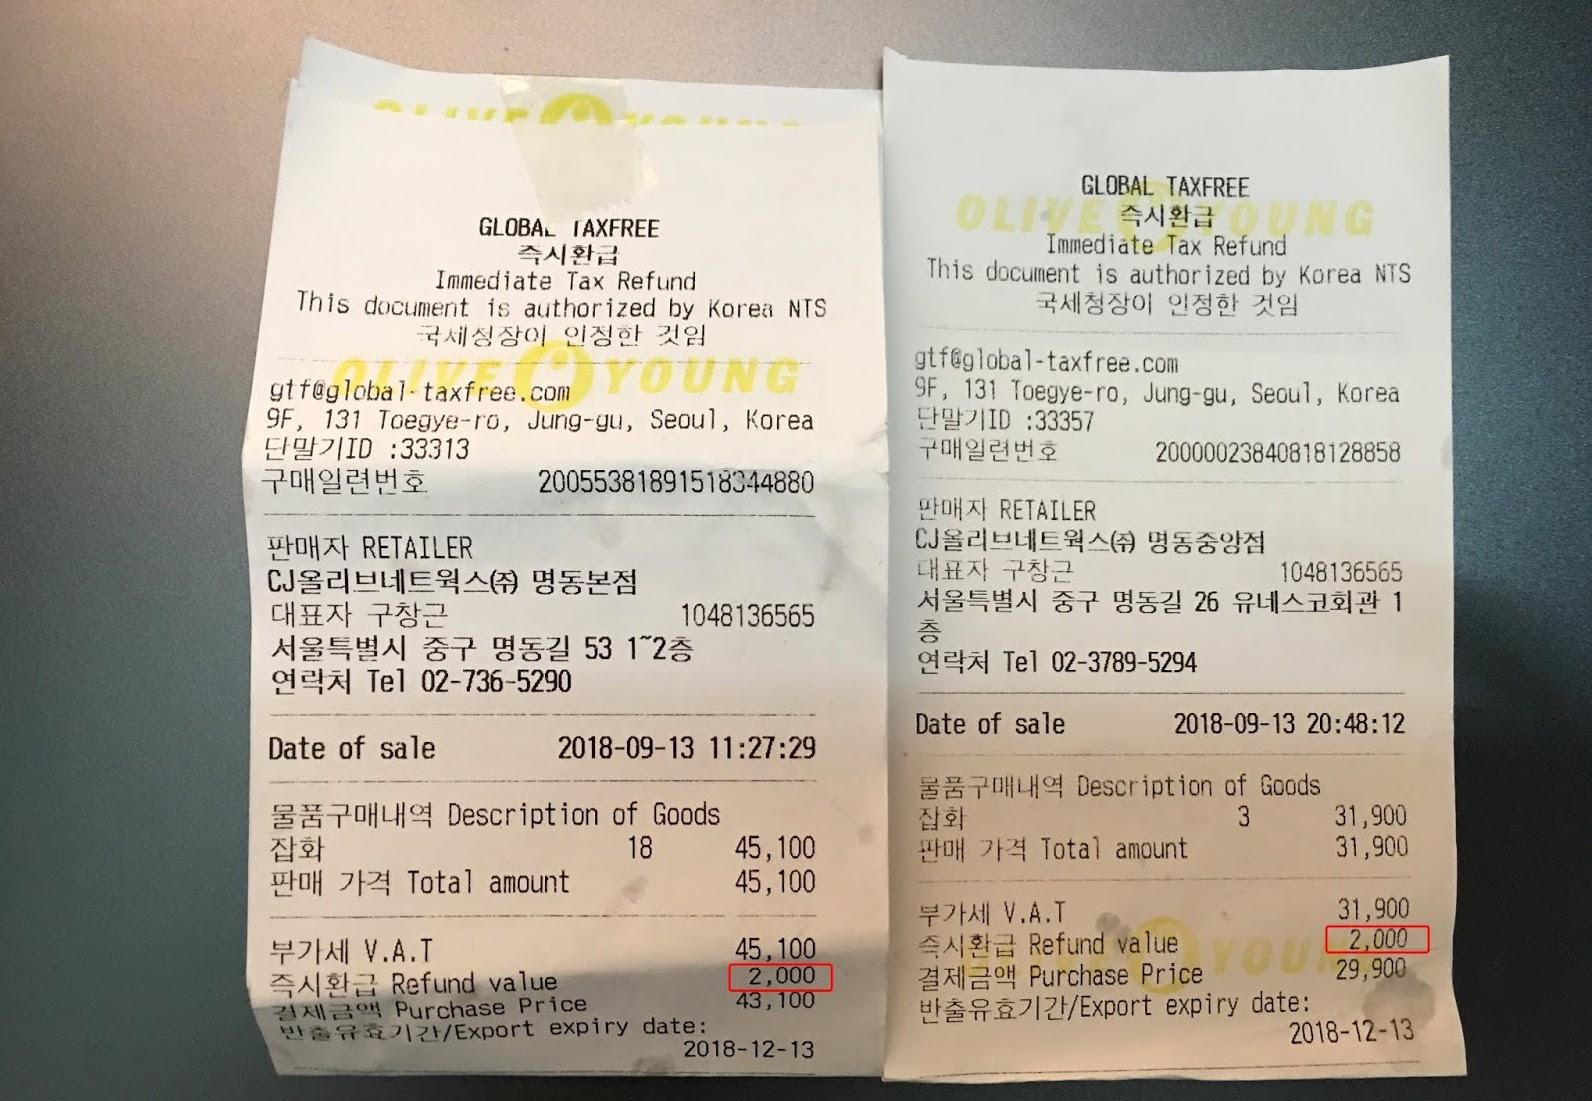 OLIVE YOUNG
GLOBAL TAXFREE
즉시환급
Immediate Tax Refund
This document is authorized by Korea NTS
국세청장이 인정한 것임
OLIVE YOUNG
gtf@global-taxfree.com
9F, 131 Toegye-ro, Jung-gu, Seoul, Korea
단말기ID :33313
구매일련번호 20055381891518344880
판매자 RETAILER
CJ올리브네트웍스㈜ 명동본점
대표자 구창근 1048136565
서울특별시 중구 명동길 53 1~2층
연락처 Tel 02-736-5290
Date of sale 2018-09-13 11:27:29
물품구매내역 Description of Goods
잡화 18 45,100
판매 가격 Total amount 45,100
부가세 V.A.T 45,100
즉시환급 Refund value 2,000
결제금액 Purchase Price 43,100
반출유효기간/Export expiry date:
2018-12-13
GLOBAL TAXFREE
OLIVE YOUNG
즉시환급
Immediate Tax Refund
This document is authorized by Korea NTS
국세청장이 인정한 것임
gtf@global-taxfree.com
9F, 131 Toegye-ro, Jung-gu, Seoul, Korea
단말기ID :33357
구매일련번호 20000023840818128858
판매자 RETAILER
CJ올리브네트웍스㈜ 명동중앙점
대표자 구창근 1048136565
서울특별시 중구 명동길 26 유네스코회관 1
층
연락처 Tel 02-3789-5294
Date of sale 2018-09-13 20:48:12
물품구매내역 Description of Goods
잡화 3 31,900
판매 가격 Total amount 31,900
부가세 V.A.T 31,900
즉시환급 Refund value 2,000
YOUNG
결제금액 Purchase Price 29,900
반출유효기간/Export expiry date:
2018-12-13